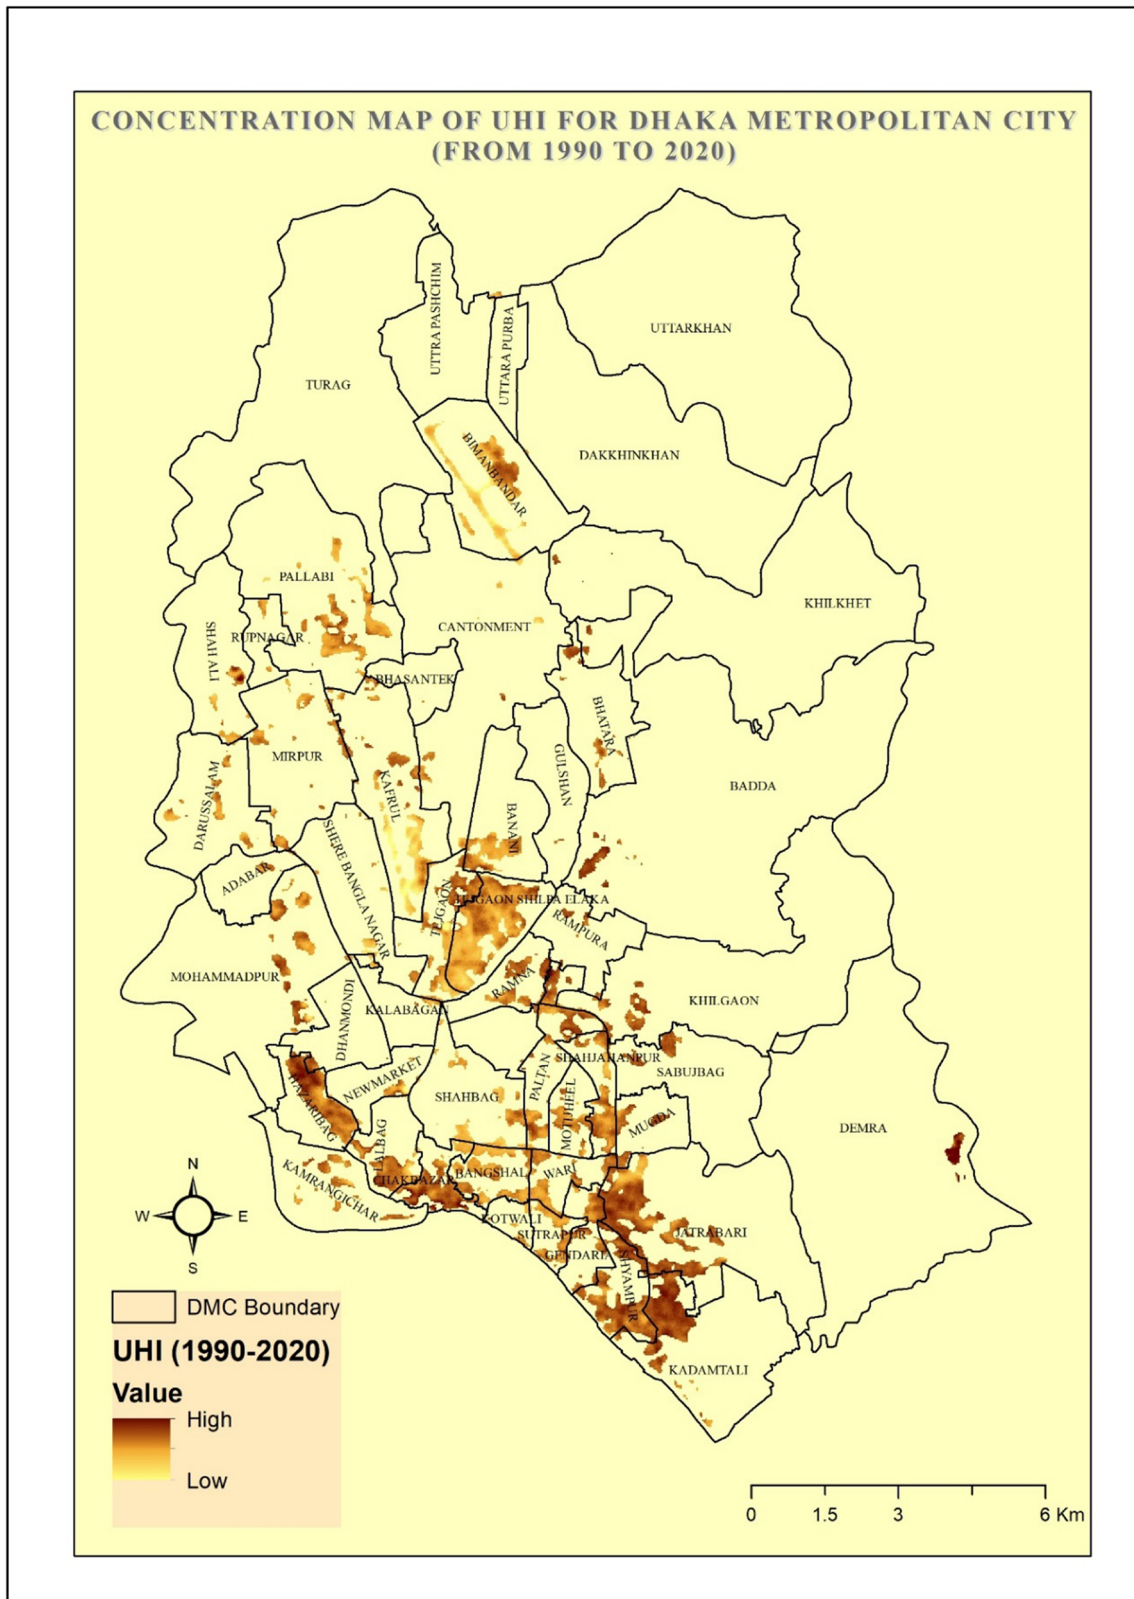 CONCENTRATION MAP OF UHI FOR DHAKA METROPOLITAN CITY
(FROM 1990 TO 2020)
UTTRA PASHCHIM
UTTARA PURBA
UTTARKHAN
TURAG
BIMANBANDAR
DAKKHINKHAN
PALLABI
KHILKHET
SHAH ALI
RUPNAGAR
CANTONMENT
BHASANTEK
BHATARA
MIRPUR
GULSHAN
BADDA
DARUSSALAM
KAFRUL
BANANI
SHERE BANGLA NAGAR
ADABAR
TEJGAON
TEJGAON SHILPA ELAKA
RAMPURA
MOHAMMADPUR
RAMNA
KHILGAON
DHANMONDI
KALABAGAN
SHAHJAHANPUR
SABUJBAG
NEWMARKET
PALTAN
SHAHBAG
MOTIJHEEL
HAZARIBAG
MUGDA
DEMRA
LALBAG
KAMRANGICHAR
CHAKBAZAR
BANGSHAL
WARI
KOTWALI
SUTRAPUR
JATRABARI
GENDARIA
SHYAMPUR
KADAMTALI
N
W
E
S
DMC Boundary
UHI (1990-2020)
Value
High
Low
0 1.5 3 6 Km